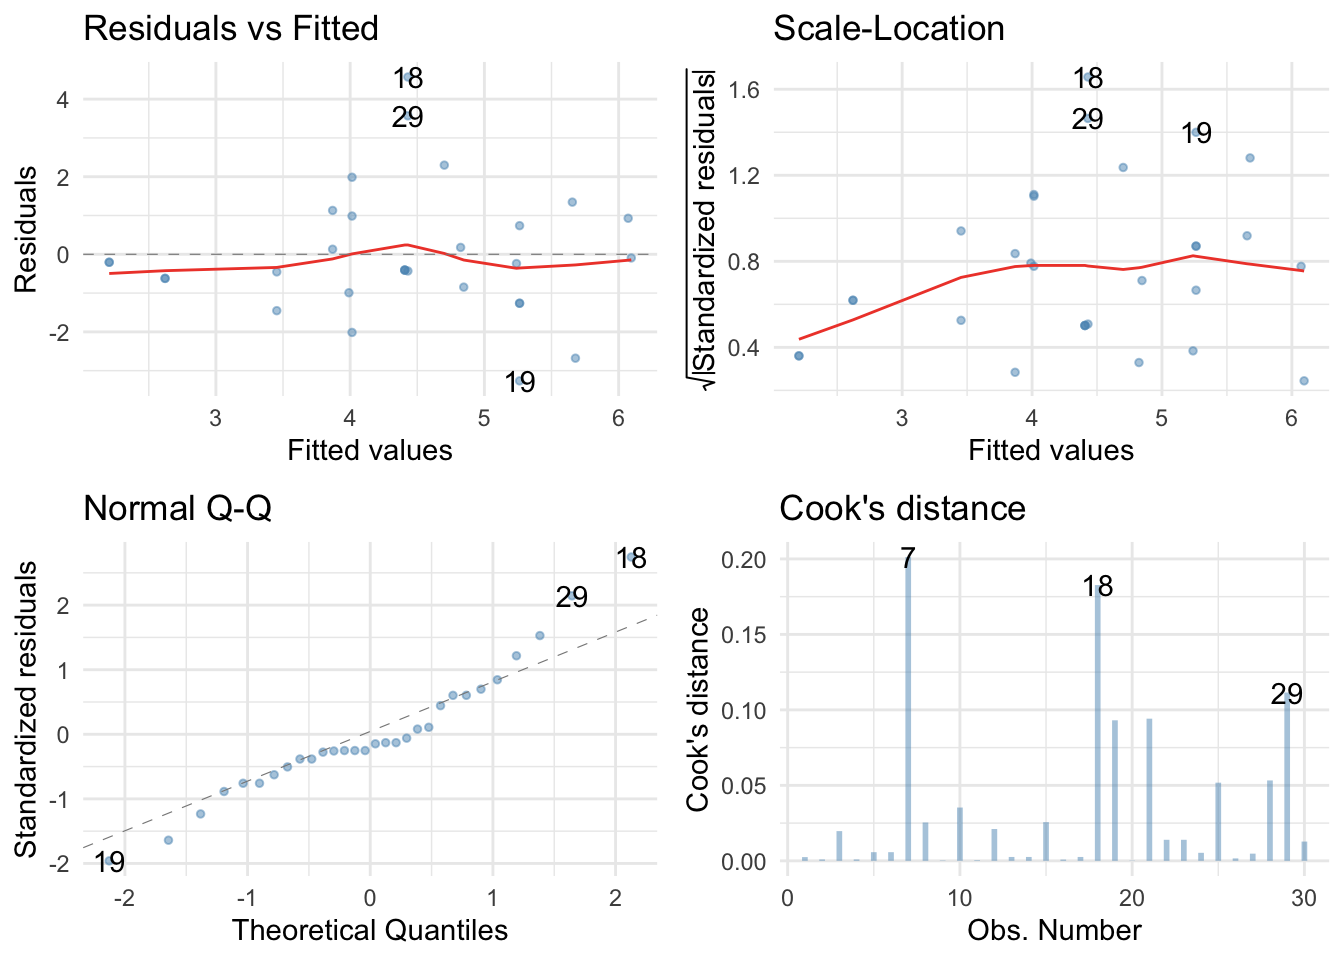 Residuals vs Fitted
18
29
19
4
2
0
-2
Residuals
3 4 5 6
Fitted values
Scale-Location
18
29
19
1.6
1.2
0.8
0.4
√|Standardized residuals|
3 4 5 6
Fitted values
Normal Q-Q
18
29
19
2
1
0
-1
-2
Standardized residuals
-2 -1 0 1 2
Theoretical Quantiles
Cook's distance
7
18
29
0.20
0.15
0.10
0.05
0.00
Cook's distance
0 10 20 30
Obs. Number